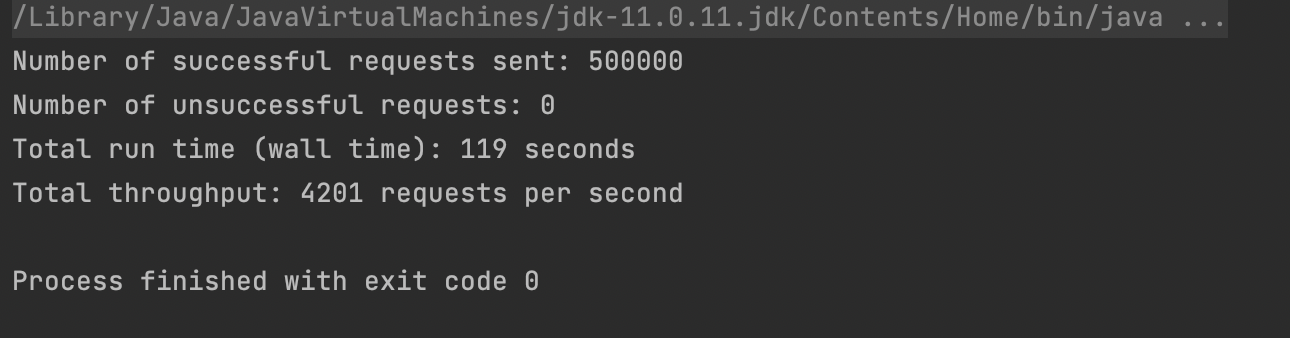 /Library/Java/JavaVirtualMachines/jdk-11.0.11.jdk/Contents/Home/bin/java ...
Number of successful requests sent: 500000
Number of unsuccessful requests: 0
Total run time (wall time): 119 seconds
Total throughput: 4201 requests per second
Process finished with exit code 0